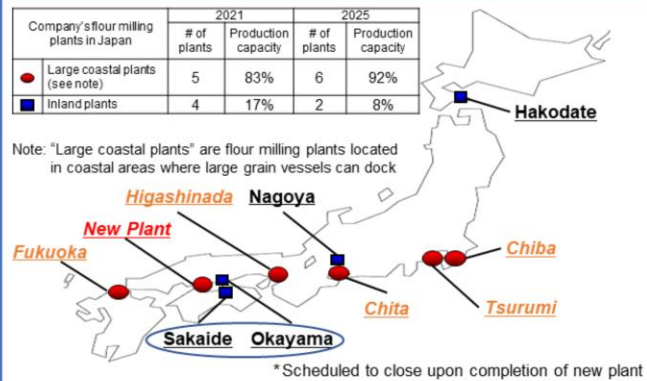 Company's flour milling plants in Japan
2021
2025
# of plants
Production capacity
# of plants
Production capacity
Large coastal plants (see note)
5
83%
6
92%
Inland plants
4
17%
2
8%
Hakodate
Note: "Large coastal plants" are flour milling plants located
in coastal areas where large grain vessels can dock
Higashinada
Nagoya
New Plant
Fukuoka
Chiba
Chita
Tsurumi
Sakaide
Okayama
*Scheduled to close upon completion of new plant